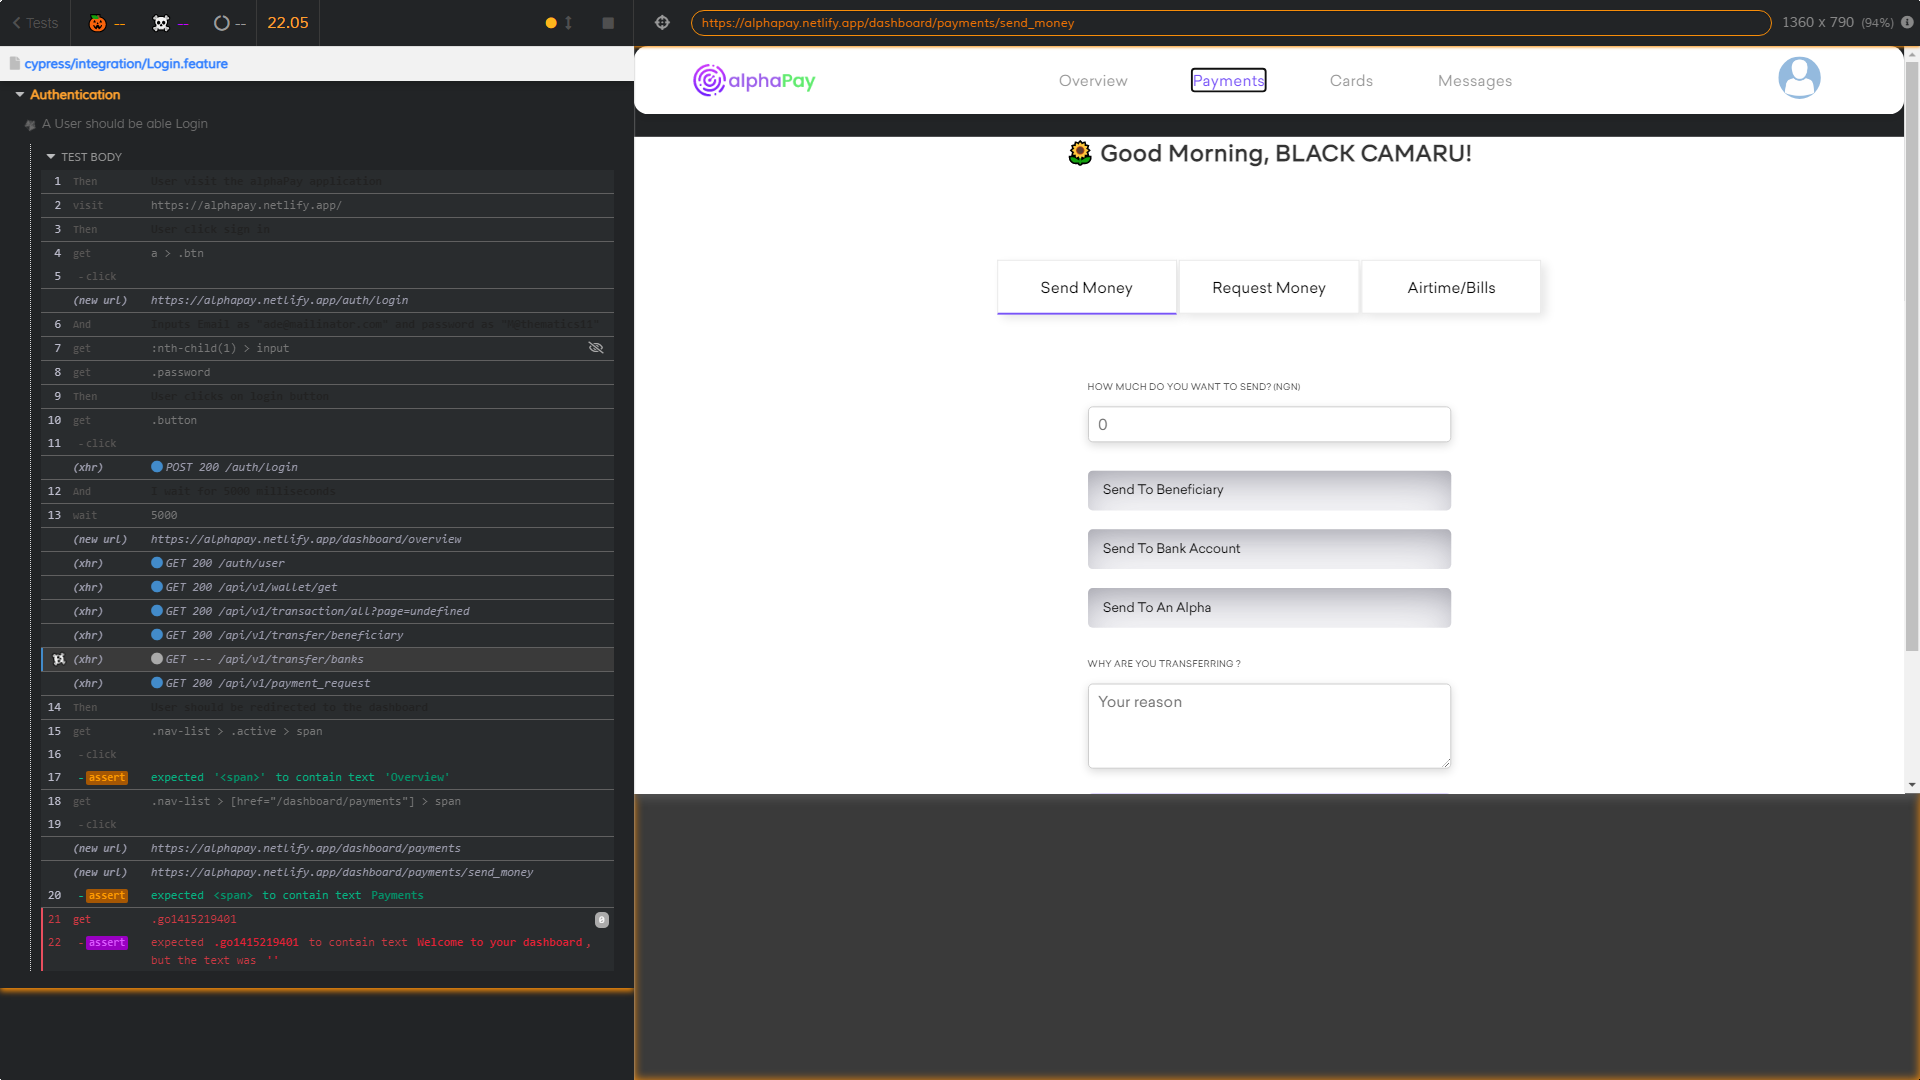 Tests
--
--
--
22.05
https://alphapay.netlify.app/dashboard/payments/send_money
1360 x 790 (94%)
cypress/integration/Login.feature
Authentication
A User should be able Login
TEST BODY
1 Then User visit the alphaPay application
2 visit https://alphapay.netlify.app/
3 Then User click sign in
4 get a > .btn
5 -click
(new url) https://alphapay.netlify.app/auth/login
6 And Inputs Email as "ade@mailinator.com" and password as "M@thematics11"
7 get :nth-child(1) > input
8 get .password
9 Then User clicks on login button
10 get .button
11 -click
(xhr) POST 200 /auth/login
12 And I wait for 5000 milliseconds
13 wait 5000
(new url) https://alphapay.netlify.app/dashboard/overview
(xhr) GET 200 /auth/user
(xhr) GET 200 /api/v1/wallet/get
(xhr) GET 200 /api/v1/transaction/all?page=undefined
(xhr) GET 200 /api/v1/transfer/beneficiary
(xhr) GET --- /api/v1/transfer/banks
(xhr) GET 200 /api/v1/payment_request
14 Then User should be redirected to the dashboard
15 get .nav-list > .active > span
16 -click
17 -assert expected '<span>' to contain text 'Overview'
18 get .nav-list > [href="/dashboard/payments"] > span
19 -click
(new url) https://alphapay.netlify.app/dashboard/payments
(new url) https://alphapay.netlify.app/dashboard/payments/send_money
20 -assert expected <span> to contain text Payments
21 get .go1415219401 0
22 -assert expected .go1415219401 to contain text Welcome to your dashboard,
but the text was ''
alphaPay
Overview Payments Cards Messages
Good Morning, BLACK CAMARU!
Send Money Request Money Airtime/Bills
HOW MUCH DO YOU WANT TO SEND? (NGN)
0
Send To Beneficiary
Send To Bank Account
Send To An Alpha
WHY ARE YOU TRANSFERRING ?
Your reason